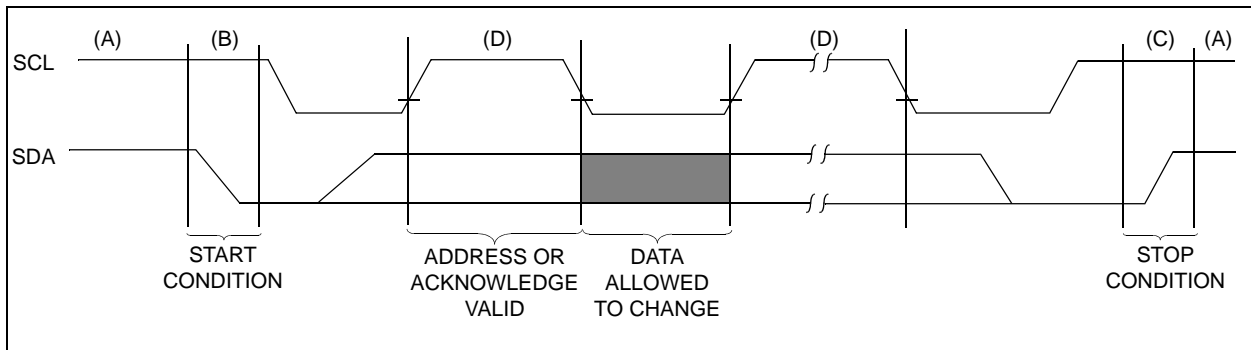 (A)
(B)
(D)
(D)
(C)
(A)
SCL
SDA
START
CONDITION
ADDRESS OR
ACKNOWLEDGE
VALID
DATA
ALLOWED
TO CHANGE
STOP
CONDITION